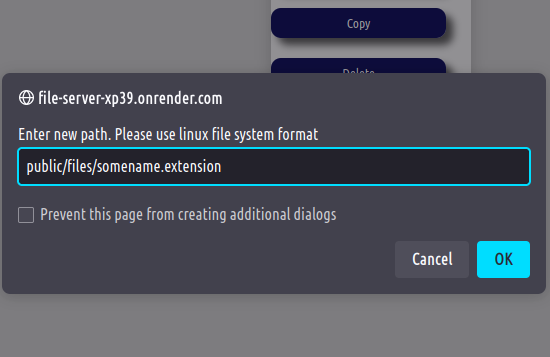 Copy
Delete
file-server-xp39.onrender.com
Enter new path. Please use linux file system format
public/files/somename.extension
Prevent this page from creating additional dialogs
Cancel
OK